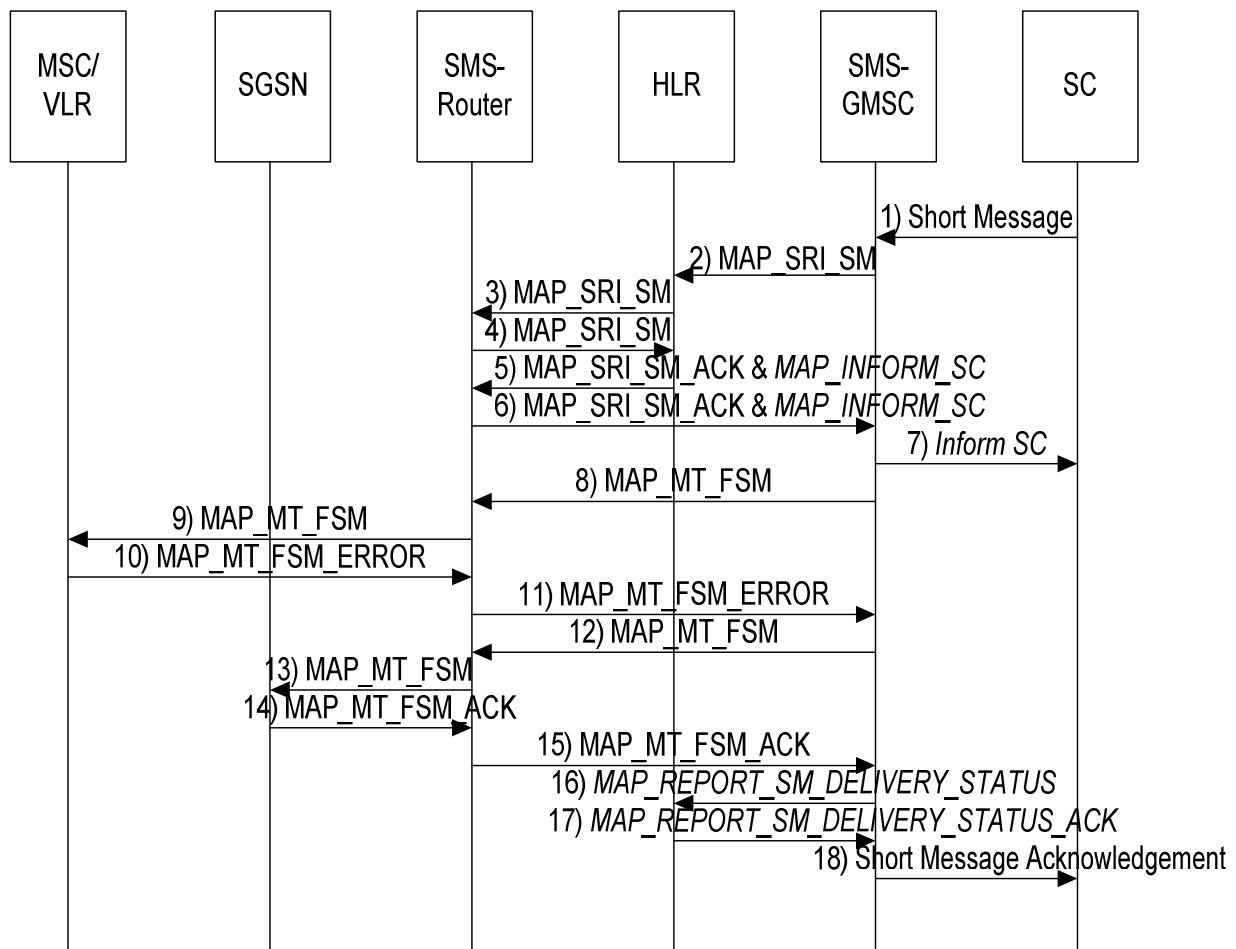 MSC/
VLR
SGSN
SMS-
Router
HLR
SMS-
GMSC
SC
1) Short Message
2) MAP_SRI_SM
3) MAP_SRI_SM
4) MAP_SRI_SM
5) MAP_SRI_SM_ACK & MAP_INFORM_SC
6) MAP_SRI_SM_ACK & MAP_INFORM_SC
7) Inform SC
8) MAP_MT_FSM
9) MAP_MT_FSM
10) MAP_MT_FSM_ERROR
11) MAP_MT_FSM_ERROR
12) MAP_MT_FSM
13) MAP_MT_FSM
14) MAP_MT_FSM_ACK
15) MAP_MT_FSM_ACK
16) MAP_REPORT_SM_DELIVERY_STATUS
17) MAP_REPORT_SM_DELIVERY_STATUS_ACK
18) Short Message Acknowledgement